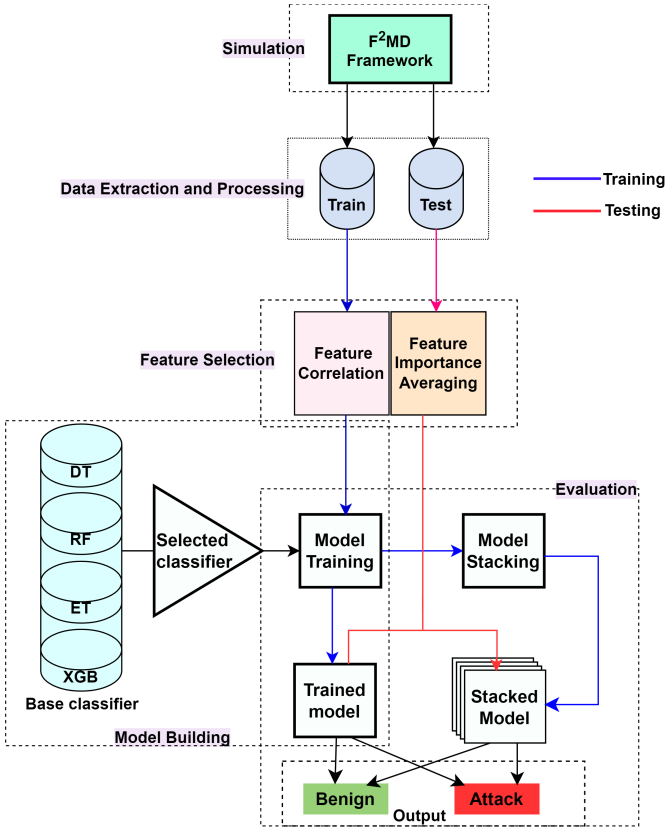 F²MD
Framework
Simulation
Data Extraction and Processing
Train
Test
Training
Testing
Feature Selection
Feature
Correlation
Feature
Importance
Averaging
DT
RF
ET
XGB
Base classifier
Selected
classifier
Model Building
Evaluation
Model
Training
Model
Stacking
Trained
model
Stacked
Model
Benign
Attack
Output